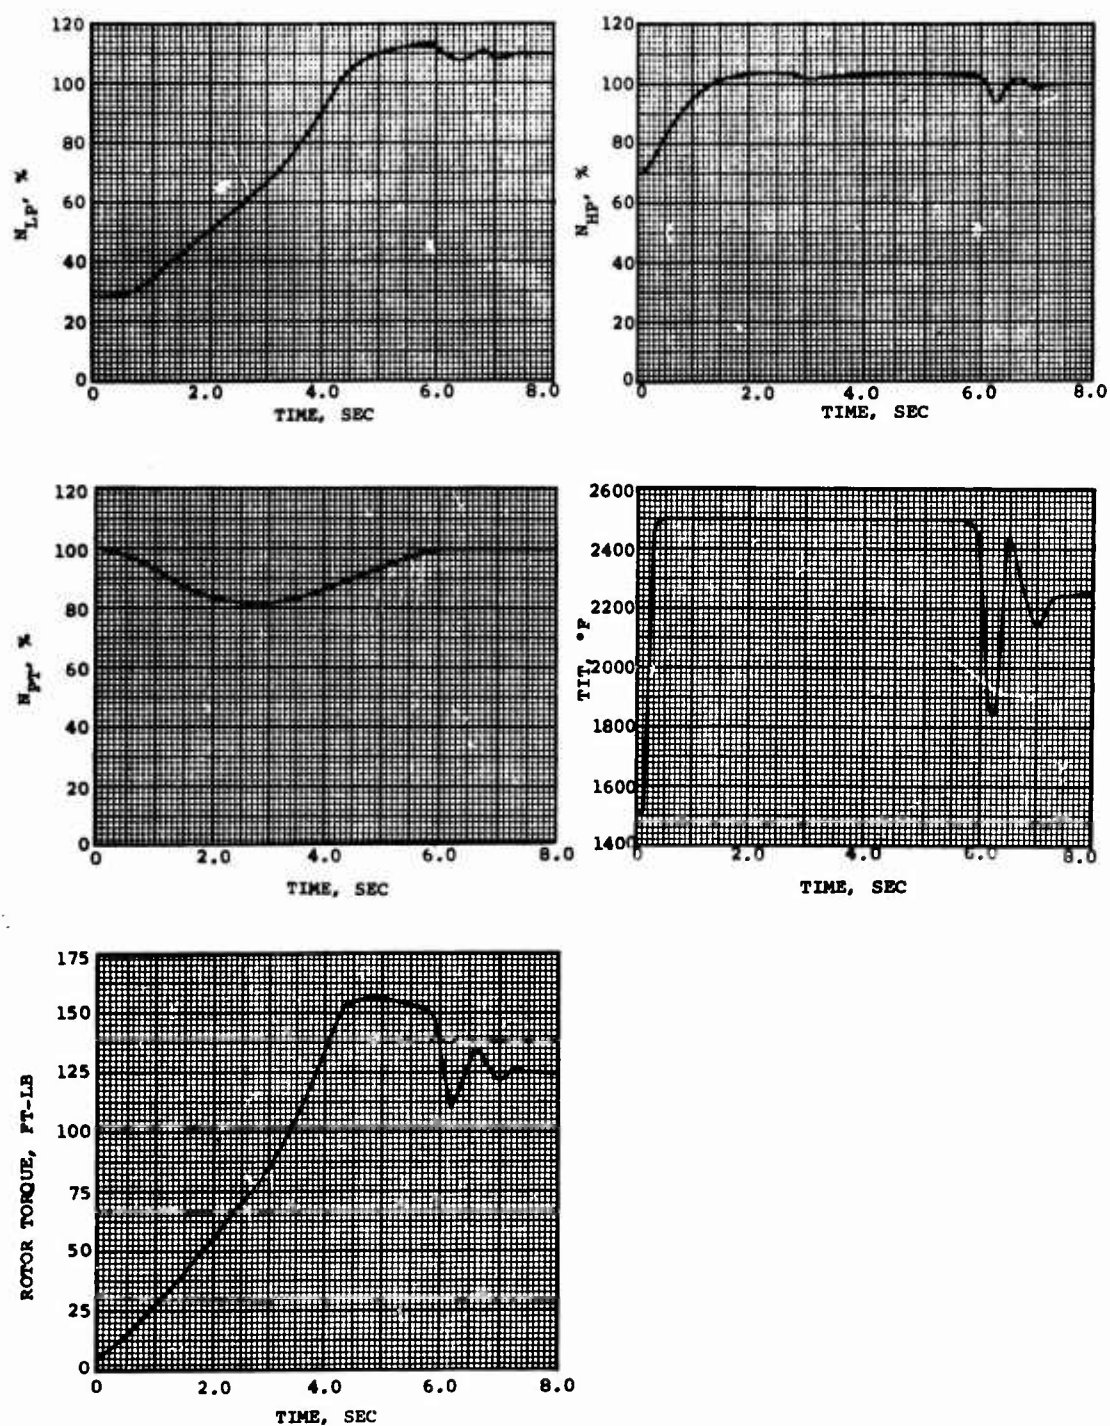 120
100
80
60
40
20
0
N_LP, %
0 2.0 4.0 6.0 8.0
TIME, SEC
120
100
80
60
40
20
0
N_HP, %
0 2.0 4.0 6.0 8.0
TIME, SEC
120
100
80
60
40
20
0
N_PT, %
0 2.0 4.0 6.0 8.0
TIME, SEC
2600
2400
2200
2000
1800
1600
1400
TIT, °F
0 2.0 4.0 6.0 8.0
TIME, SEC
175
150
125
100
75
50
25
0
ROTOR TORQUE, FT-LB
0 2.0 4.0 6.0 8.0
TIME, SEC